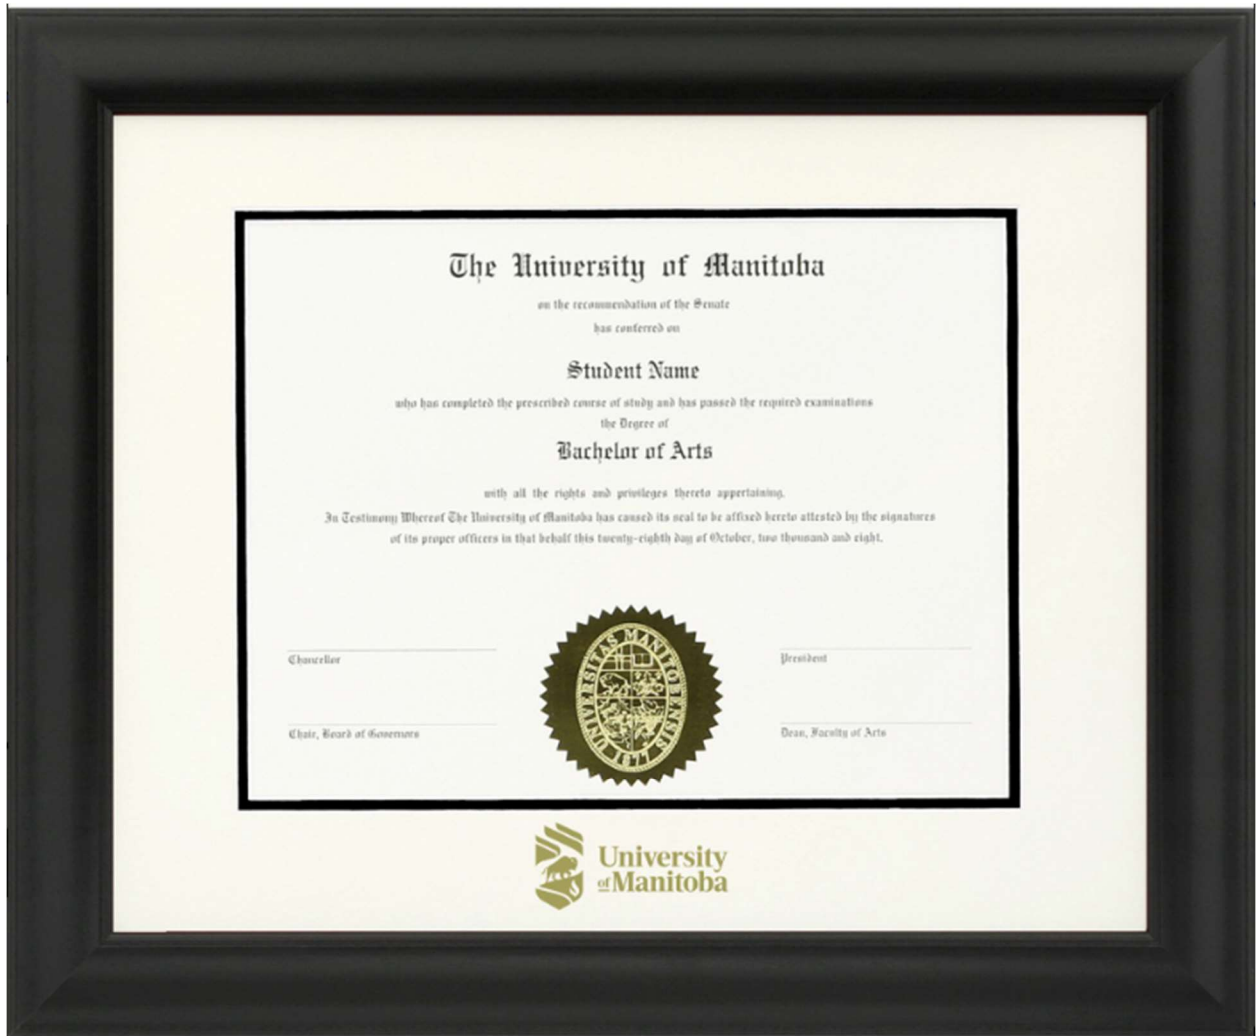 The University of Manitoba
on the recommendation of the Senate
has conferred on
Student Name
who has completed the prescribed course of study and has passed the required examinations
the Degree of
Bachelor of Arts
with all the rights and privileges thereto appertaining.
In Testimony Whereof The University of Manitoba has caused its seal to be affixed hereto attested by the signatures
of its proper officers in that behalf this twenty-eighth day of October, two thousand and eight.
Chancellor
President
Chair, Board of Governors
Dean, Faculty of Arts
UNIVERSITAS MANITOBENSIS
1877
University
of Manitoba